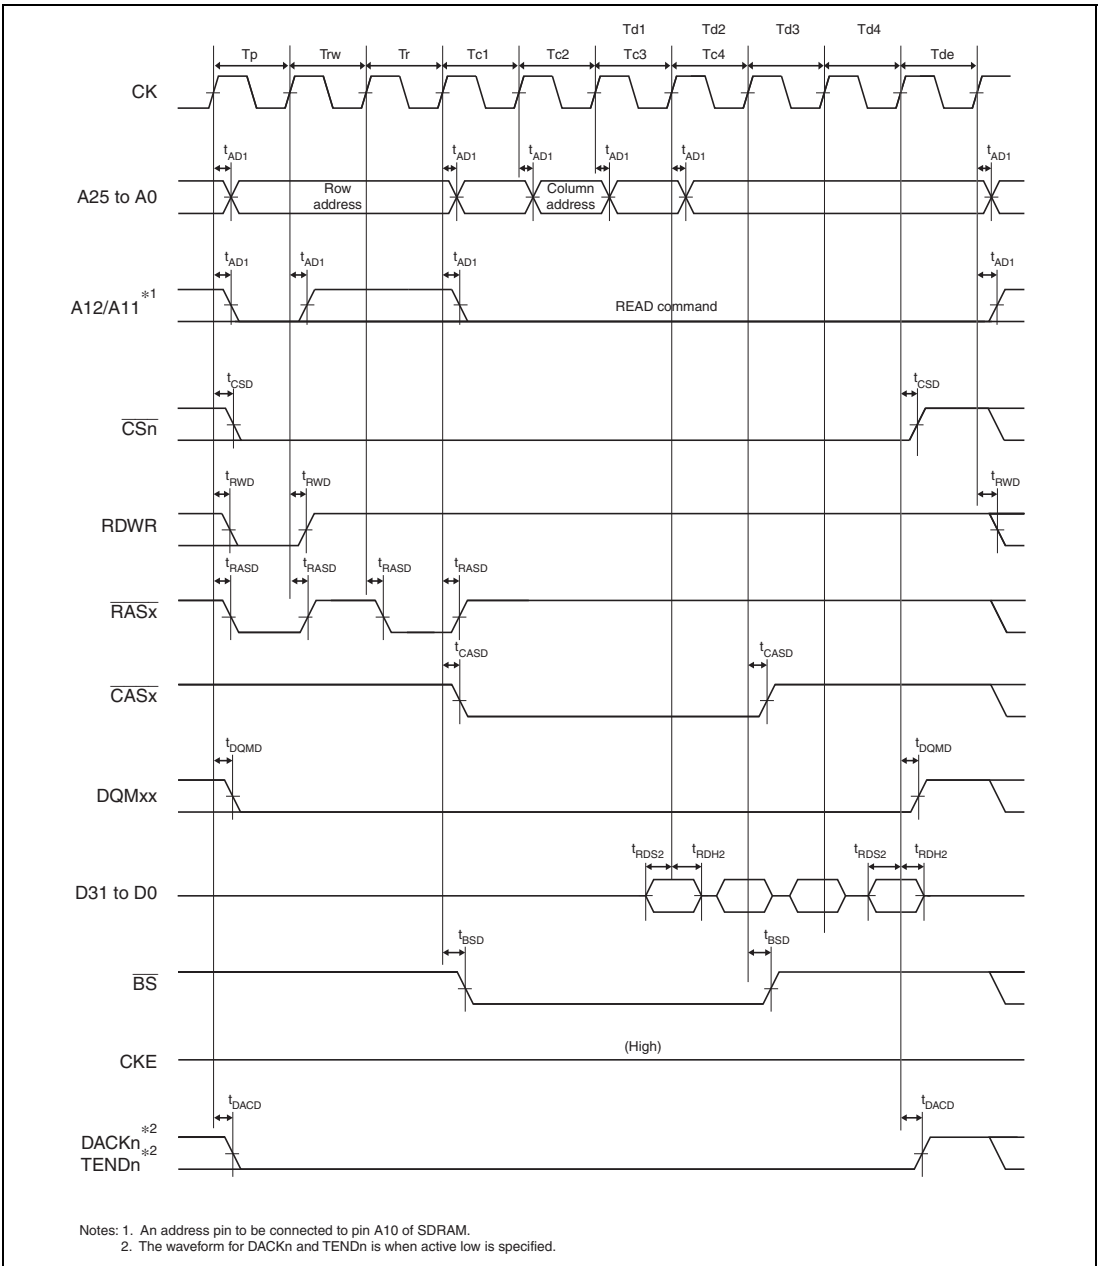 Td1 Td2 Td3 Td4
Tp Trw Tr Tc1 Tc2 Tc3 Tc4 Tde
CK
tAD1 tAD1 tAD1 tAD1 tAD1 tAD1
A25 to A0
Row address
Column address
tAD1 tAD1 tAD1 tAD1
A12/A11 *1
READ command
tCSD tCSD
CSn
tRWD tRWD tRWD
RDWR
tRASD tRASD tRASD tRASD
RASx
tCASD tCASD
CASx
tDQMD tDQMD
DQMxx
tRDS2 tRDH2 tRDS2 tRDH2
D31 to D0
tBSD tBSD
BS
(High)
CKE
tDACD tDACD
DACKn *2
TENDn *2
Notes: 1. An address pin to be connected to pin A10 of SDRAM.
2. The waveform for DACKn and TENDn is when active low is specified.